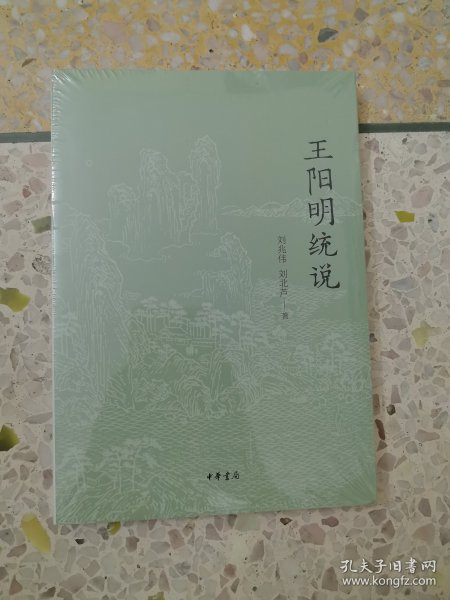 王阳明统说
刘兆伟 刘北芦——著
中华书局
孔夫子旧书网
www.kongfz.com